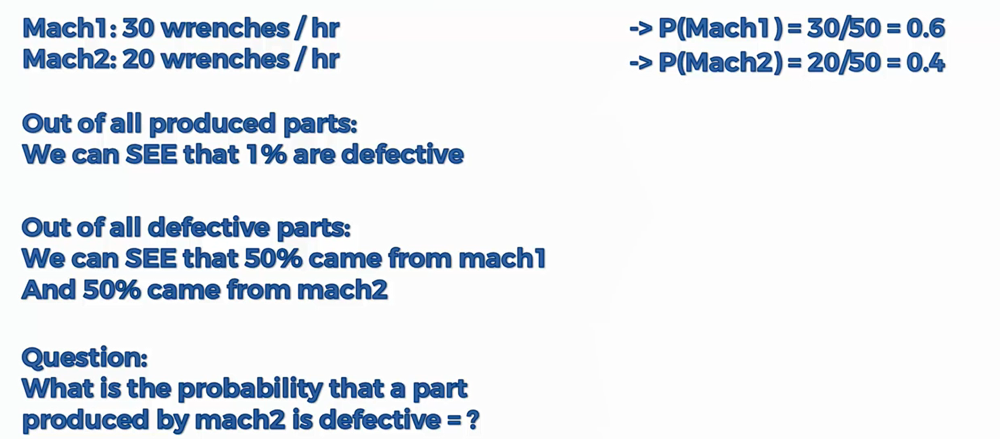 Mach1: 30 wrenches / hr
Mach2: 20 wrenches / hr
-> P(Mach1) = 30/50 = 0.6
-> P(Mach2) = 20/50 = 0.4
Out of all produced parts:
We can SEE that 1% are defective
Out of all defective parts:
We can SEE that 50% came from mach1
And 50% came from mach2
Question:
What is the probability that a part
produced by mach2 is defective = ?